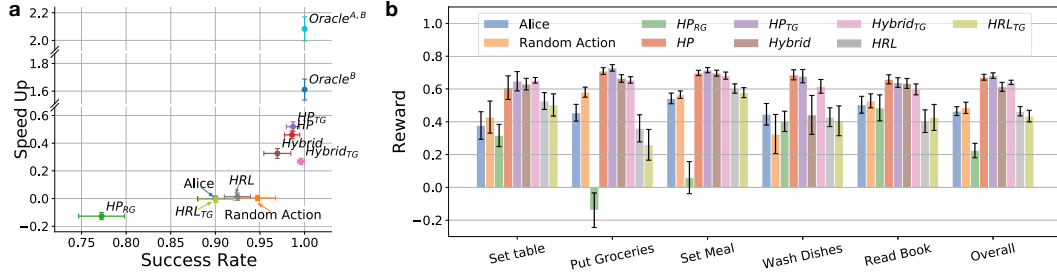 a
Speed Up
2.2
2.0
1.8
1.6
0.6
0.4
0.2
0.0
−0.2
Oracle^{A,B}
Oracle^{B}
HP_{TG}
HP
Hybrid
Hybrid_{TG}
Alice
HRL
HP_{RG}
HRL_{TG}
Random Action
0.75 0.80 0.85 0.90 0.95 1.00
Success Rate
b
Reward
1.0
0.8
0.6
0.4
0.2
0.0
−0.2
Alice HP_{RG} HP_{TG} Hybrid_{TG} HRL_{TG}
Random Action HP Hybrid HRL
Set table Put Groceries Set Meal Wash Dishes Read Book Overall